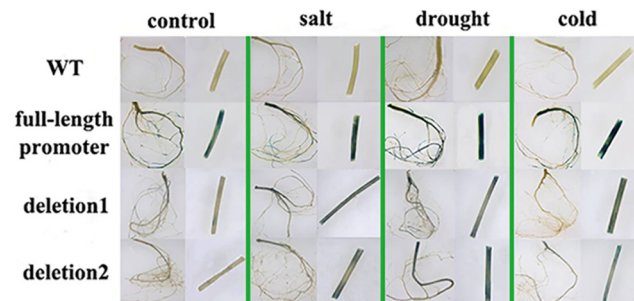 control salt drought cold
WT
full-length
promoter
deletion1
deletion2